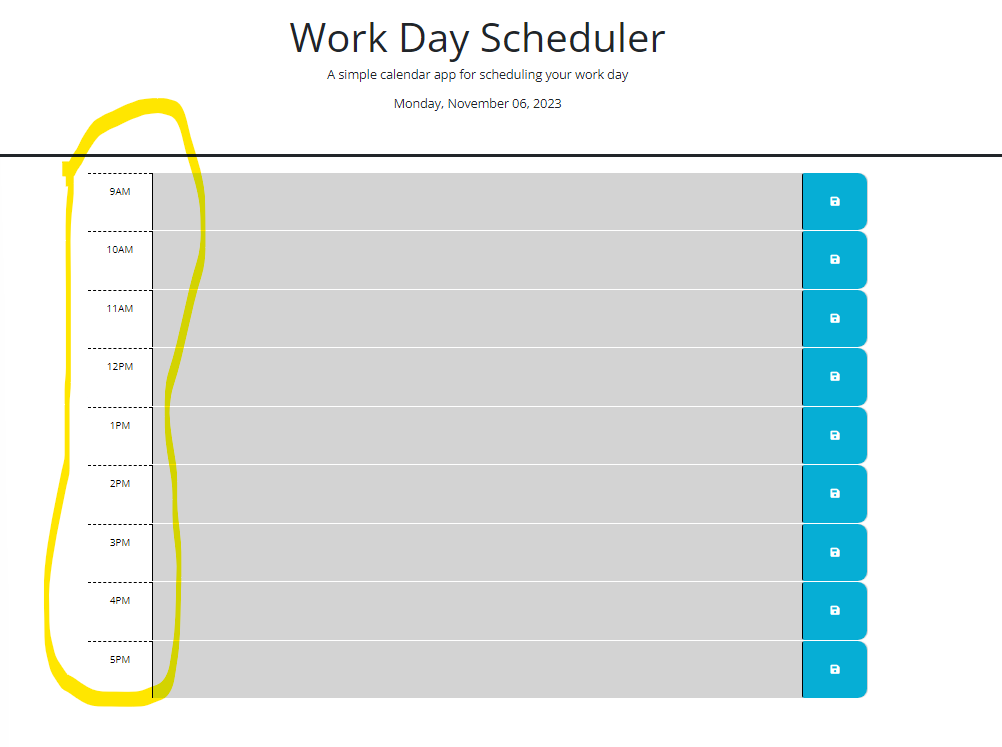 Work Day Scheduler
A simple calendar app for scheduling your work day
Monday, November 06, 2023
9AM
10AM
11AM
12PM
1PM
2PM
3PM
4PM
5PM